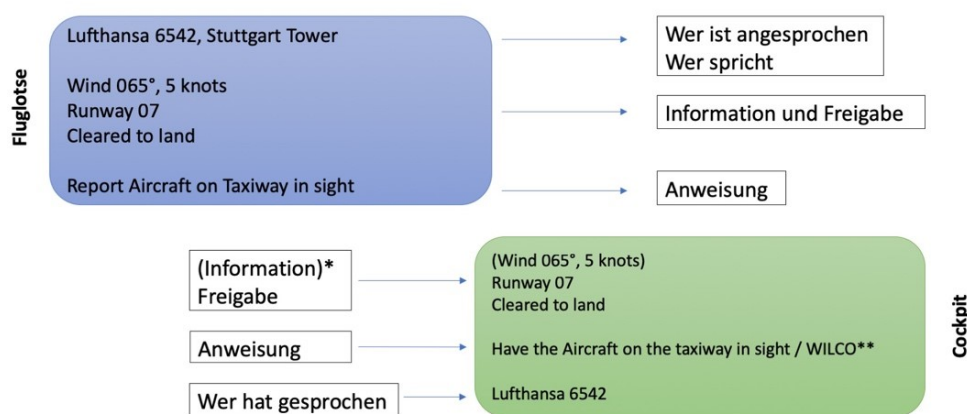 Fluglotse
Lufthansa 6542, Stuttgart Tower
Wind 065°, 5 knots
Runway 07
Cleared to land
Report Aircraft on Taxiway in sight
Wer ist angesprochen
Wer spricht
Information und Freigabe
Anweisung
(Information)*
Freigabe
Anweisung
Wer hat gesprochen
(Wind 065°, 5 knots)
Runway 07
Cleared to land
Have the Aircraft on the taxiway in sight / WILCO**
Lufthansa 6542
Cockpit